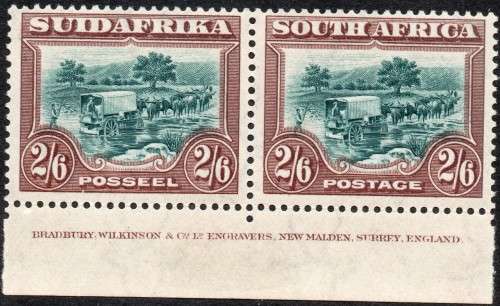 SUIDAFRIKA
SOUTH AFRICA
2/6 POSSEEL 2/6
2/6 POSTAGE 2/6
BRADBURY, WILKINSON & Co. Ld. ENGRAVERS, NEW MALDEN, SURREY, ENGLAND.